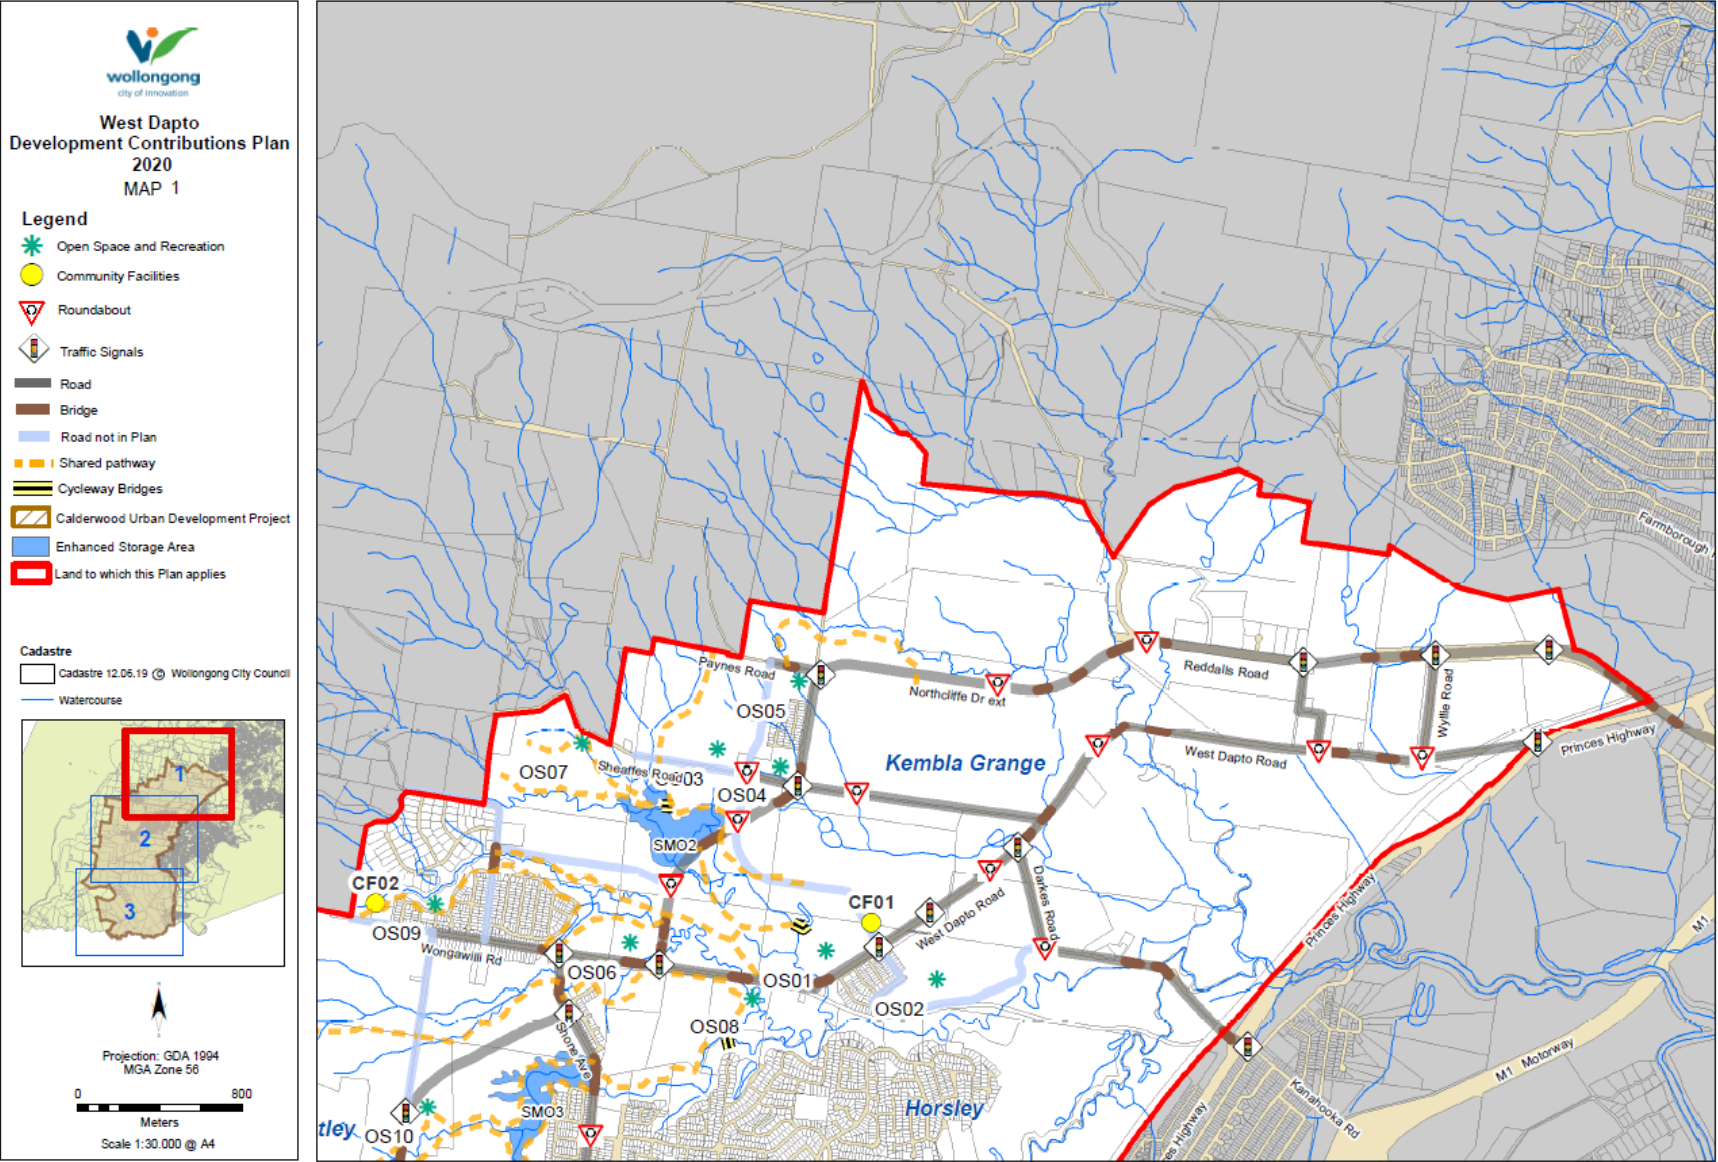 wollongong
city of innovation
West Dapto
Development Contributions Plan
2020
MAP 1
Legend
Open Space and Recreation
Community Facilities
Roundabout
Traffic Signals
Road
Bridge
Road not in Plan
Shared pathway
Cycleway Bridges
Calderwood Urban Development Project
Enhanced Storage Area
Land to which this Plan applies
Cadastre
Cadastre 12.06.19 © Wollongong City Council
Watercourse
1
2
3
Projection: GDA 1994
MGA Zone 56
0 800
Meters
Scale 1:30.000 @ A4
Farmborough
Paynes Road
Reddalls Road
Northcliffe Dr ext
Wyllie Road
OS05
Princes Highway
West Dapto Road
Kembla Grange
Sheaffes Road
OS07
03
OS04
SMO2
CF02
CF01
Darkes Road
West Dapto Road
Princes Highway
M1
OS09
Wongawilli Rd
OS06
OS01
OS02
OS08
Shone Ave
M1 Motorway
SMO3
Horsley
Kanahooka Rd
tley
OS10
es Highway